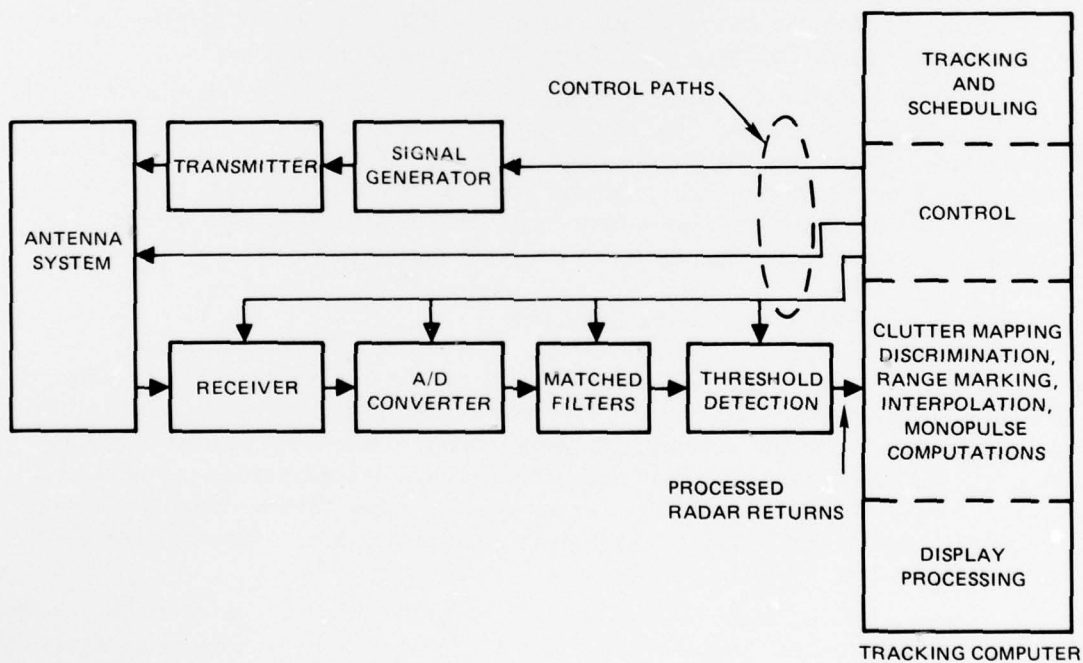 TRACKING
AND
SCHEDULING
CONTROL PATHS
TRANSMITTER
SIGNAL
GENERATOR
CONTROL
ANTENNA
SYSTEM
RECEIVER
A/D
CONVERTER
MATCHED
FILTERS
THRESHOLD
DETECTION
CLUTTER MAPPING
DISCRIMINATION,
RANGE MARKING,
INTERPOLATION,
MONOPULSE
COMPUTATIONS
PROCESSED
RADAR RETURNS
DISPLAY
PROCESSING
TRACKING COMPUTER